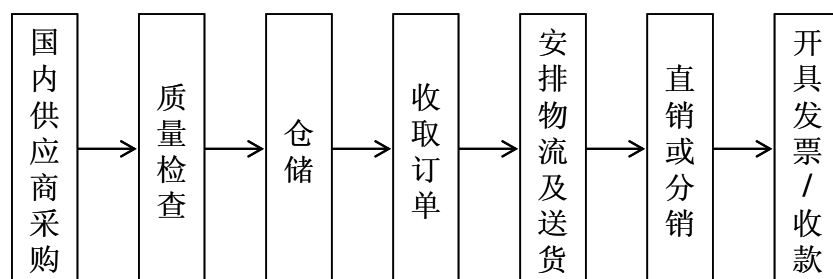 国内供应商采购
质量检查
仓储
收取订单
安排物流及送货
直销或分销
开具发票/收款